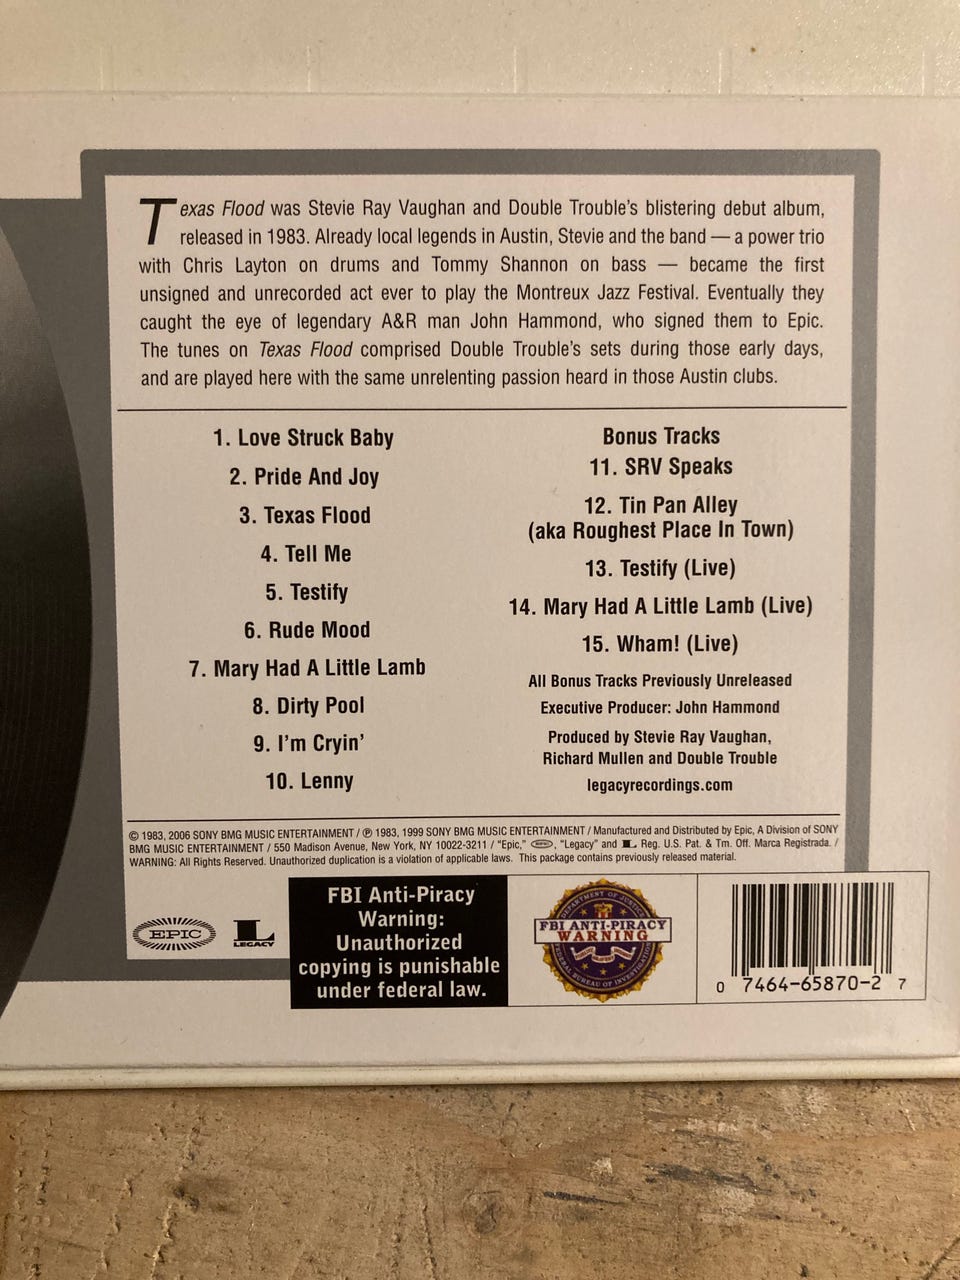 Texas Flood was Stevie Ray Vaughan and Double Trouble's blistering debut album,
released in 1983. Already local legends in Austin, Stevie and the band — a power trio
with Chris Layton on drums and Tommy Shannon on bass — became the first
unsigned and unrecorded act ever to play the Montreux Jazz Festival. Eventually they
caught the eye of legendary A&R man John Hammond, who signed them to Epic.
The tunes on Texas Flood comprised Double Trouble's sets during those early days,
and are played here with the same unrelenting passion heard in those Austin clubs.
1. Love Struck Baby
2. Pride And Joy
3. Texas Flood
4. Tell Me
5. Testify
6. Rude Mood
7. Mary Had A Little Lamb
8. Dirty Pool
9. I'm Cryin'
10. Lenny
Bonus Tracks
11. SRV Speaks
12. Tin Pan Alley
(aka Roughest Place In Town)
13. Testify (Live)
14. Mary Had A Little Lamb (Live)
15. Wham! (Live)
All Bonus Tracks Previously Unreleased
Executive Producer: John Hammond
Produced by Stevie Ray Vaughan,
Richard Mullen and Double Trouble
legacyrecordings.com
© 1983, 2006 SONY BMG MUSIC ENTERTAINMENT / ℗ 1983, 1999 SONY BMG MUSIC ENTERTAINMENT / Manufactured and Distributed by Epic, A Division of SONY
BMG MUSIC ENTERTAINMENT / 550 Madison Avenue, New York, NY 10022-3211 / "Epic," EPIC, "Legacy" and L Reg. U.S. Pat. & Tm. Off. Marca Registrada. /
WARNING: All Rights Reserved. Unauthorized duplication is a violation of applicable laws. This package contains previously released material.
EPIC
L
LEGACY
FBI Anti-Piracy
Warning:
Unauthorized
copying is punishable
under federal law.
DEPARTMENT OF JUSTICE
FBI ANTI-PIRACY
WARNING
FEDERAL BUREAU OF INVESTIGATION
0 7464-65870-2 7